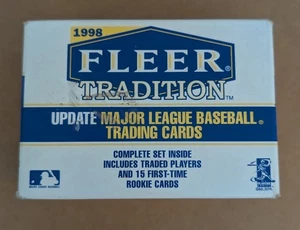 1998
FLEER
TRADITION™
UPDATE MAJOR LEAGUE BASEBALL®
TRADING CARDS
COMPLETE SET INSIDE
INCLUDES TRADED PLAYERS
AND 15 FIRST-TIME
ROOKIE CARDS